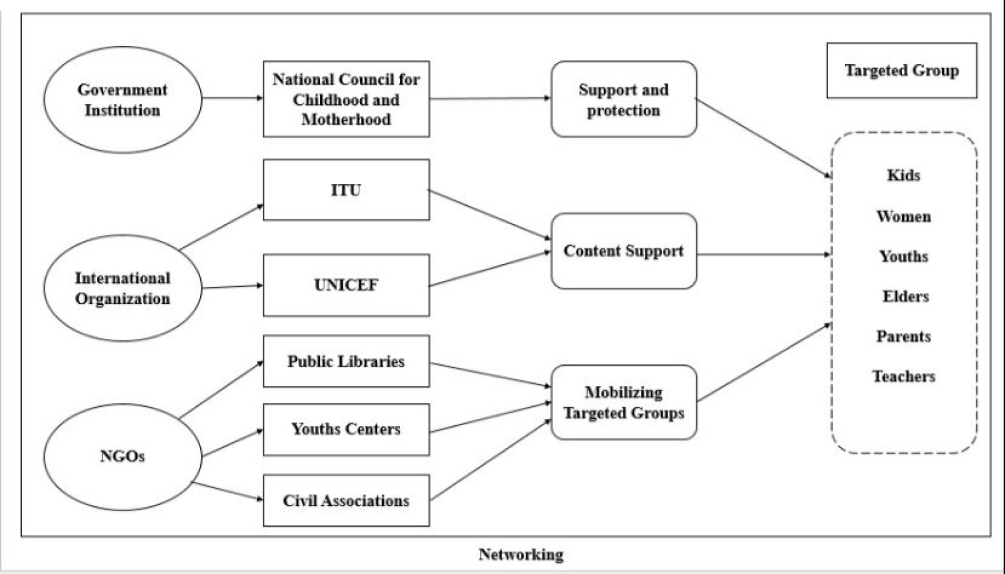 Government
Institution
National Council for
Childhood and
Motherhood
Support and
protection
Targeted Group
ITU
International
Organization
UNICEF
Content Support
Kids
Women
Youths
Elders
Parents
Teachers
Public Libraries
NGOs
Youths Centers
Civil Associations
Mobilizing
Targeted Groups
Networking